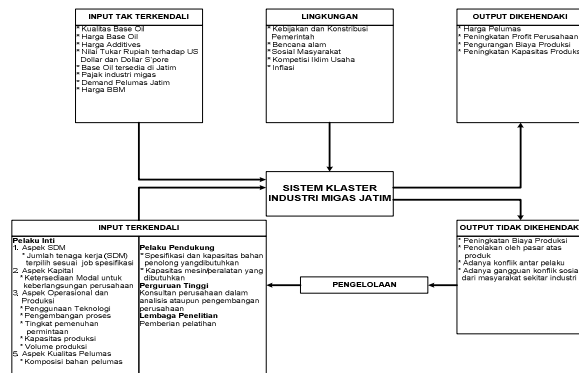 INPUT TAK TERKENDALI
* Kualitas Base Oil
* Harga Base Oil
* Harga Additives
* Nilai Tukar Rupiah terhadap US
Dollar dan Dollar S'pore
* Base Oil tersedia di Jatim
* Pajak industri migas
* Demand Pelumas Jatim
* Harga BBM
LINGKUNGAN
* Kebijakan dan Konstribusi
Pemerintah
* Bencana alam
* Sosial Masyarakat
* Kompetisi Iklim Usaha
* Inflasi
OUTPUT DIKEHENDAKI
* Harga Pelumas
* Peningkatan Profit Perusahaan
* Pengurangan Biaya Produksi
* Peningkatan Kapasitas Produksi
SISTEM KLASTER
INDUSTRI MIGAS JATIM
INPUT TERKENDALI
Pelaku Inti
1. Aspek SDM
* Jumlah tenaga kerja (SDM)
terpilih sesuai job spesifikasi
2. Aspek Kapital
* Ketersediaan Modal untuk
keberlangsungan perusahaan
3. Aspek Operasional dan
Produksi
* Penggunaan Teknologi
* Pengembangan proses
* Tingkat pemenuhan
permintaan
* Kapasitas produksi
* Volume produksi
5. Aspek Kualitas Pelumas
* Komposisi bahan pelumas
Pelaku Pendukung
* Spesifikasi dan kapasitas bahan
penolong yangdibutuhkan
* Kapasitas mesin/peralatan yang
dibutuhkan
Perguruan Tinggi
Konsultan perusahaan dalam
analisis ataupun pengembangan
perusahaan
Lembaga Penelitian
Pemberian pelatihan
PENGELOLAAN
OUTPUT TIDAK DIKEHENDAKI
* Peningkatan Biaya Produksi
* Penolakan oleh pasar atas
produk
* Adanya konflik antar pelaku
* Adanya gangguan konflik sosial
dari masyarakat sekitar industri